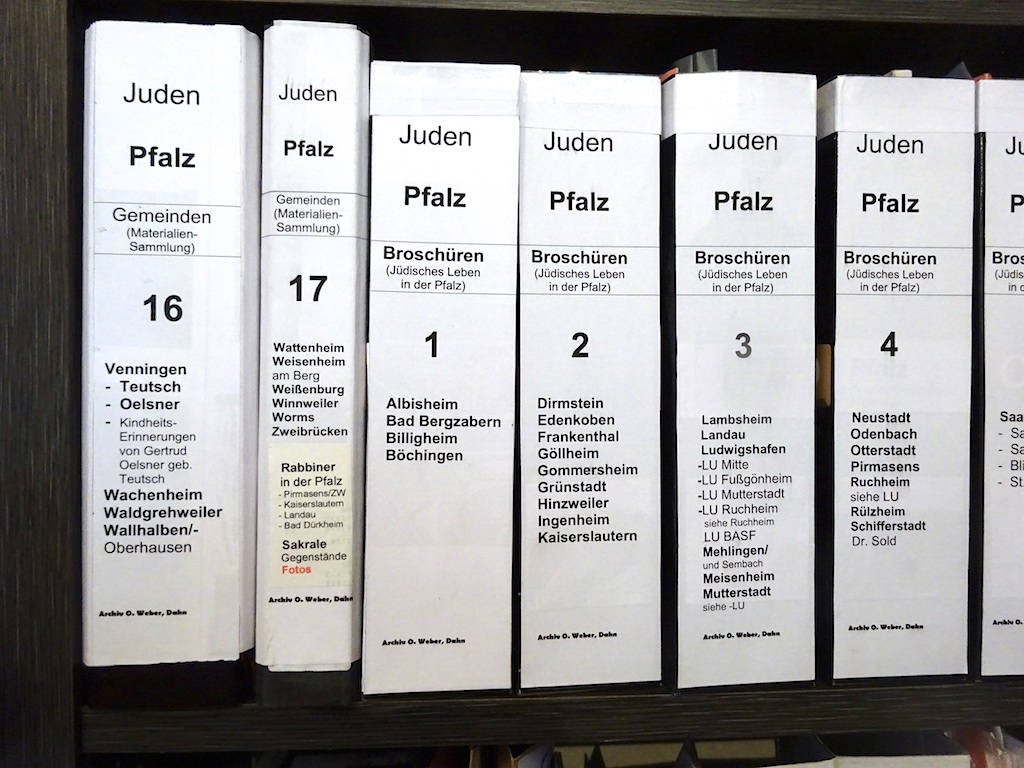 Juden
Pfalz
Gemeinden
(Materialien-
Sammlung)
16
Venningen
- Teutsch
- Oelsner
- Kindheits-
Erinnerungen
von Gertrud
Oelsner geb.
Teutsch
Wachenheim
Waldgrehweiler
Wallhalben/-
Oberhausen
Archiv O. Weber, Dahn
Juden
Pfalz
Gemeinden
(Materialien-
Sammlung)
17
Wattenheim
Weisenheim
am Berg
Weißenburg
Winnweiler
Worms
Zweibrücken
Rabbiner
in der Pfalz
- Pirmasens/ZW
- Kaiserslautern
- Landau
- Bad Dürkheim
Sakrale
Gegenstände
Fotos
Archiv O. Weber, Dahn
Juden
Pfalz
Broschüren
(Jüdisches Leben
in der Pfalz)
1
Albisheim
Bad Bergzabern
Billigheim
Böchingen
Archiv O. Weber, Dahn
Juden
Pfalz
Broschüren
(Jüdisches Leben
in der Pfalz)
2
Dirmstein
Edenkoben
Frankenthal
Göllheim
Gommersheim
Grünstadt
Hinzweiler
Ingenheim
Kaiserslautern
Archiv O. Weber, Dahn
Juden
Pfalz
Broschüren
(Jüdisches Leben
in der Pfalz)
3
Lambsheim
Landau
Ludwigshafen
-LU Mitte
-LU Fußgönheim
-LU Mutterstadt
-LU Ruchheim
siehe Ruchheim
LU BASF
Mehlingen/
und Sembach
Meisenheim
Mutterstadt
siehe -LU
Archiv O. Weber, Dahn
Juden
Pfalz
Broschüren
(Jüdisches Leben
in der Pfalz)
4
Neustadt
Odenbach
Otterstadt
Pirmasens
Ruchheim
siehe LU
Rülzheim
Schifferstadt
Dr. Sold
Archiv O. Weber, Dahn